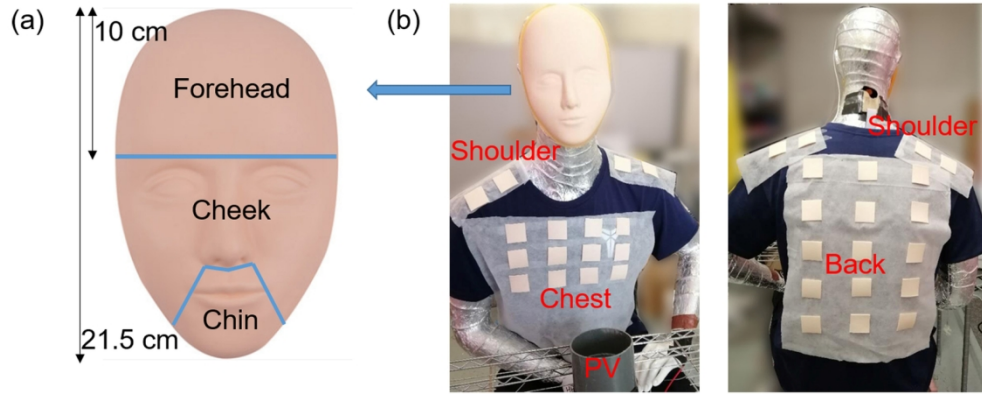 (a)
10 cm
Forehead
Cheek
Chin
21.5 cm
(b)
Shoulder
Chest
PV
Shoulder
Back